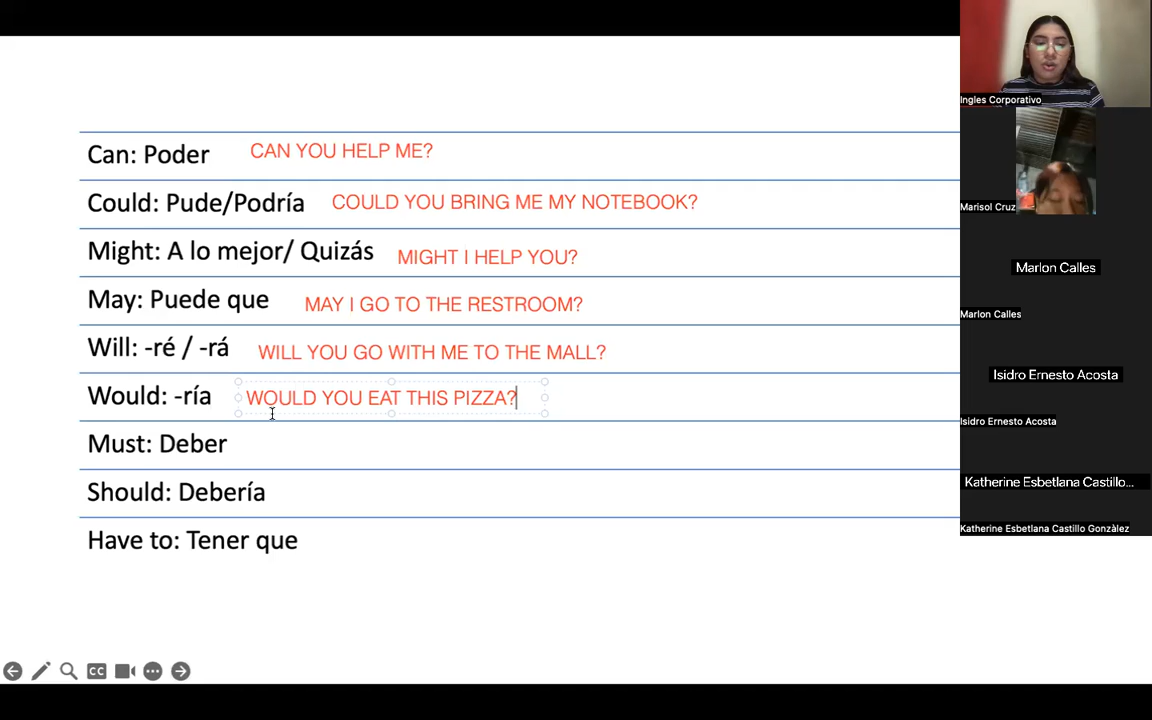 Can: Poder CAN YOU HELP ME?
Could: Pude/Podría COULD YOU BRING ME MY NOTEBOOK?
Might: A lo mejor/ Quizás MIGHT I HELP YOU?
May: Puede que MAY I GO TO THE RESTROOM?
Will: -ré / -rá WILL YOU GO WITH ME TO THE MALL?
Would: -ría WOULD YOU EAT THIS PIZZA?
Must: Deber
Should: Debería
Have to: Tener que
CC
Ingles Corporativo
Marisol Cruz
Marlon Calles
Marlon Calles
Isidro Ernesto Acosta
Isidro Ernesto Acosta
Katherine Esbetlana Castillo...
Katherine Esbetlana Castillo Gonzàlez